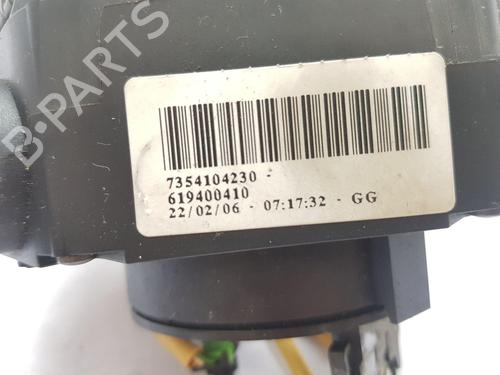 B-PARTS
7354104230 -
619400410
22/02/06 - 07:17:32 - GG